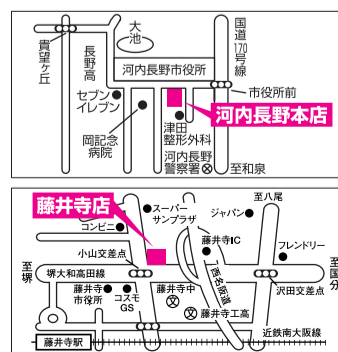 大池
国道170号線
貴望ヶ丘
長野高
河内長野市役所
市役所前
セブン
イレブン
河内長野本店
岡記念
病院
津田
整形外科
河内長野
警察署
至和泉
藤井寺店
スーパー
サンプラザ
ジャパン
至八尾
コンビニ
小山交差点
藤井寺IC
フレンドリー
至堺
堺大和高田線
西名阪道
至国分
藤井寺
市役所
コスモ
GS
藤井寺中
文
沢田交差点
文
藤井寺工高
近鉄南大阪線
藤井寺駅